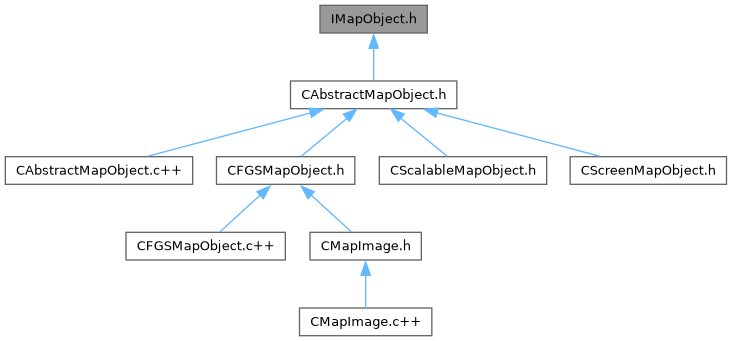 IMapObject.h
CAbstractMapObject.h
CAbstractMapObject.c++
CFGSMapObject.h
CScalableMapObject.h
CScreenMapObject.h
CFGSMapObject.c++
CMapImage.h
CMapImage.c++